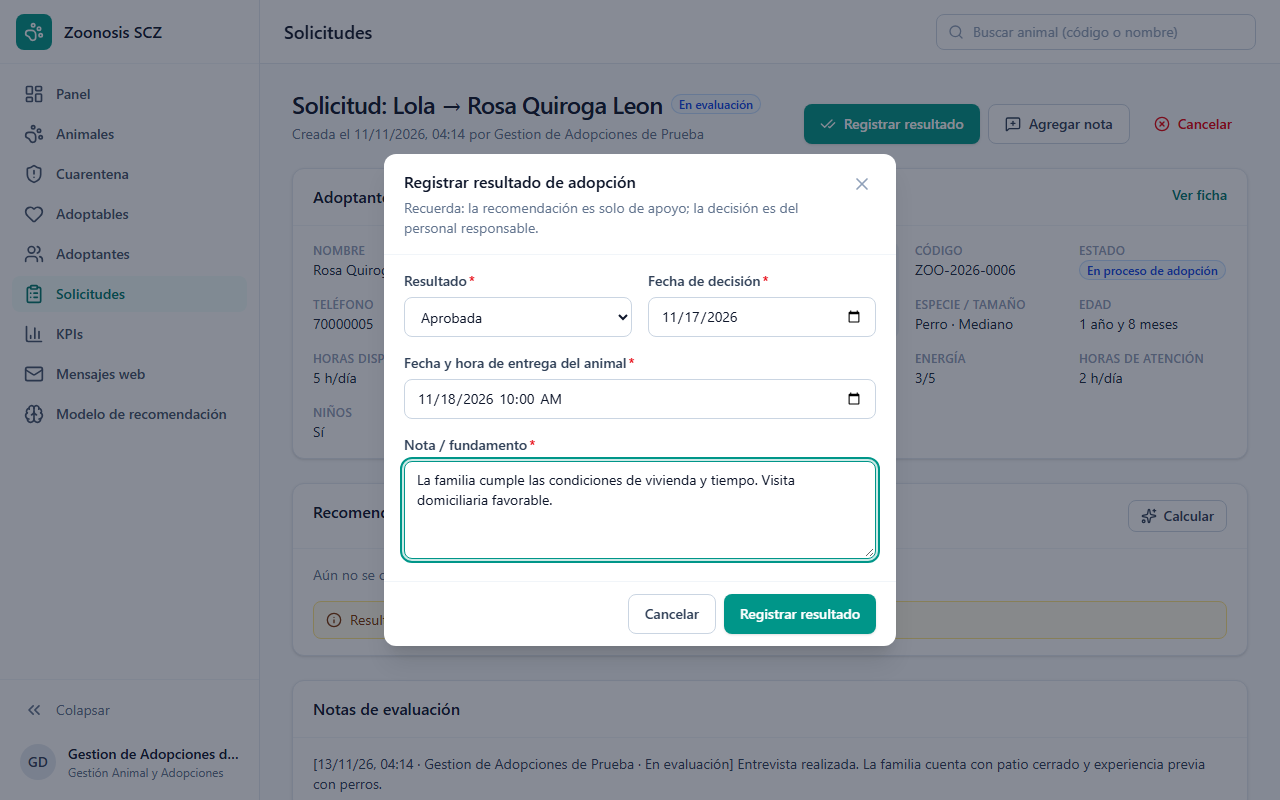 Zoonosis SCZ
Solicitudes
Buscar animal (código o nombre)
Panel
Animales
Cuarentena
Adoptables
Adoptantes
Solicitudes
KPIs
Mensajes web
Modelo de recomendación
Colapsar
GD
Gestion de Adopciones d...
Gestión Animal y Adopciones
Solicitud: Lola → Rosa Quiroga Leon
En evaluación
Creada el 11/11/2026, 04:14 por Gestion de Adopciones de Prueba
Registrar resultado
Agregar nota
Cancelar
Ver ficha
NOMBRE
TELÉFONO
70000005
5 h/día
NIÑOS
Sí
CÓDIGO
ZOO-2026-0006
ESTADO
En proceso de adopción
ESPECIE / TAMAÑO
Perro · Mediano
EDAD
1 año y 8 meses
ENERGÍA
3/5
HORAS DE ATENCIÓN
2 h/día
Calcular
Registrar resultado de adopción
Recuerda: la recomendación es solo de apoyo; la decisión es del
personal responsable.
Resultado*
Aprobada
Fecha de decisión*
11/17/2026
Fecha y hora de entrega del animal*
11/18/2026 10:00 AM
Nota / fundamento*
La familia cumple las condiciones de vivienda y tiempo. Visita
domiciliaria favorable.
Cancelar
Registrar resultado
Notas de evaluación
[13/11/26, 04:14 · Gestion de Adopciones de Prueba · En evaluación] Entrevista realizada. La familia cuenta con patio cerrado y experiencia previa
con perros.